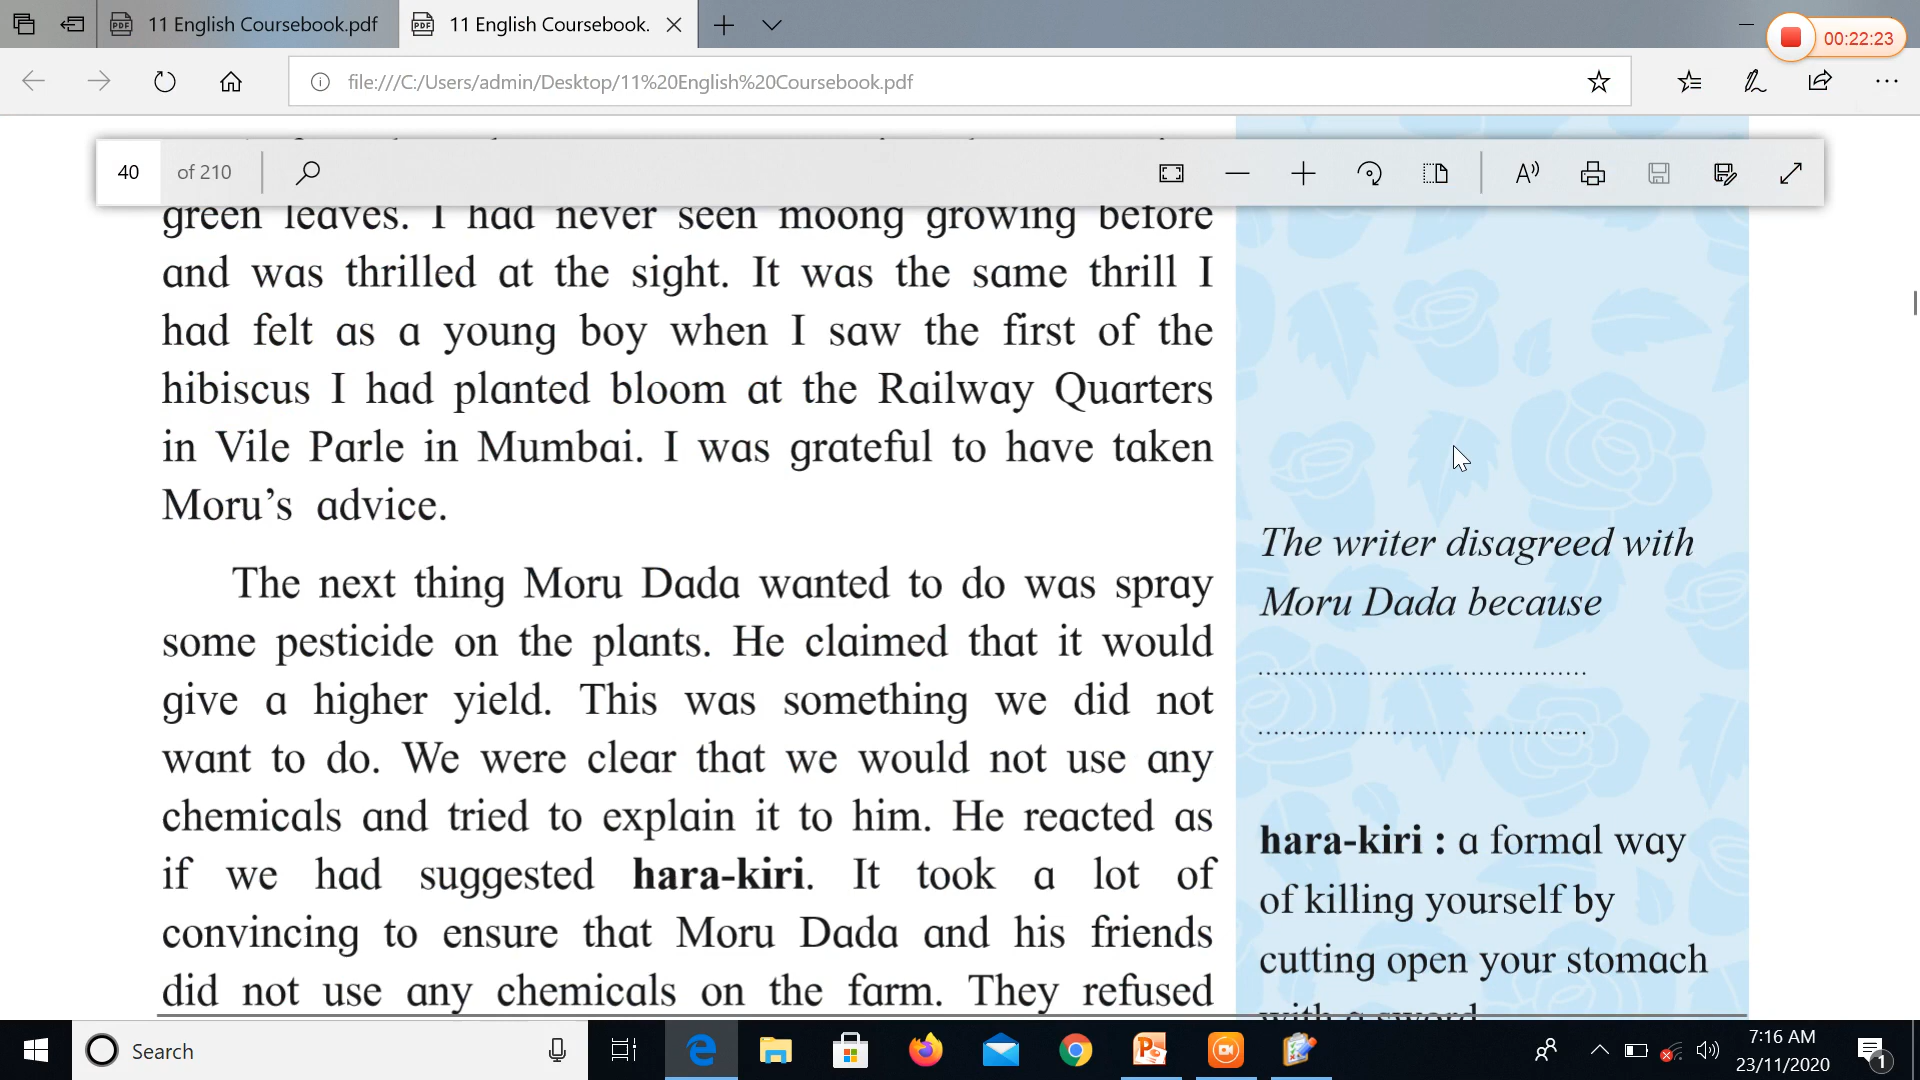 11 English Coursebook.pdf
11 English Coursebook.
00:22:23
file:///C:/Users/admin/Desktop/11%20English%20Coursebook.pdf
40 of 210
green leaves. I had never seen moong growing before
and was thrilled at the sight. It was the same thrill I
had felt as a young boy when I saw the first of the
hibiscus I had planted bloom at the Railway Quarters
in Vile Parle in Mumbai. I was grateful to have taken
Moru’s advice.
The next thing Moru Dada wanted to do was spray
some pesticide on the plants. He claimed that it would
give a higher yield. This was something we did not
want to do. We were clear that we would not use any
chemicals and tried to explain it to him. He reacted as
if we had suggested hara-kiri. It took a lot of
convincing to ensure that Moru Dada and his friends
did not use any chemicals on the farm. They refused
The writer disagreed with
Moru Dada because
........................................
........................................
hara-kiri : a formal way
of killing yourself by
cutting open your stomach
with a sword
Search
7:16 AM
23/11/2020
1